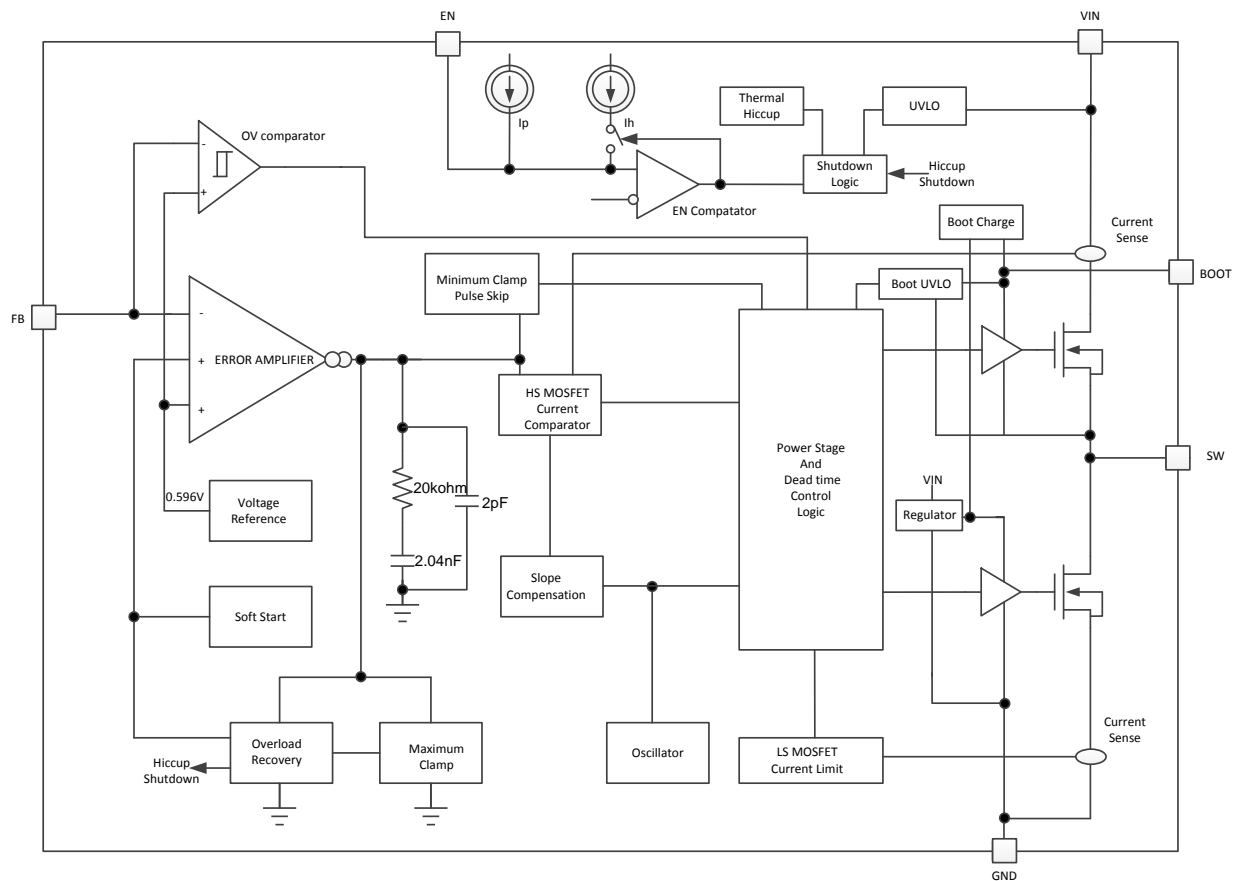 EN
VIN
Thermal
Hiccup
UVLO
Ip
Ih
OV comparator
-
+
Shutdown
Logic
Hiccup
Shutdown
EN Compatator
Boot Charge
Current
Sense
BOOT
Minimum Clamp
Pulse Skip
Boot UVLO
FB
-
+
ERROR AMPLIFIER
+
HS MOSFET
Current
Comparator
Power Stage
And
Dead time
Control
Logic
SW
0.596V
Voltage
Reference
20kohm
2pF
2.04nF
VIN
Regulator
Slope
Compensation
Soft Start
Overload
Recovery
Maximum
Clamp
Hiccup
Shutdown
Oscillator
LS MOSFET
Current Limit
Current
Sense
GND